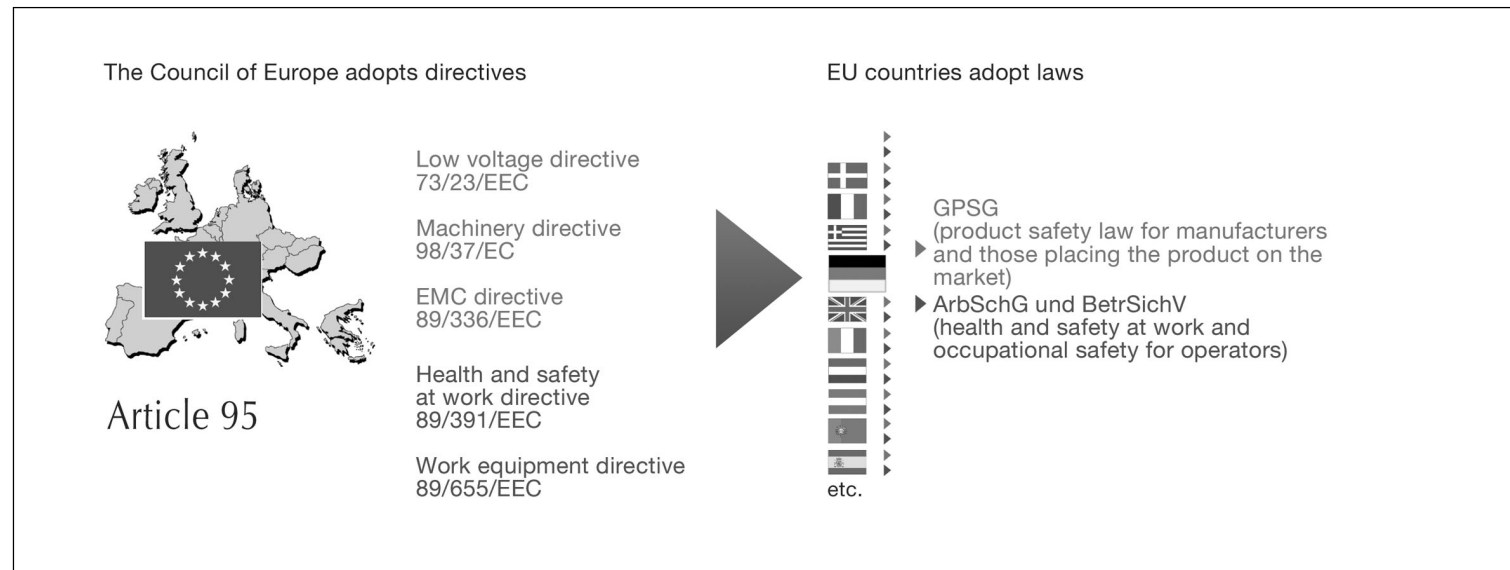 The Council of Europe adopts directives
Low voltage directive
73/23/EEC
Machinery directive
98/37/EC
EMC directive
89/336/EEC
Health and safety
at work directive
89/391/EEC
Work equipment directive
89/655/EEC
Article 95
EU countries adopt laws
etc.
GPSG
(product safety law for manufacturers
and those placing the product on the
market)
ArbSchG und BetrSichV
(health and safety at work and
occupational safety for operators)